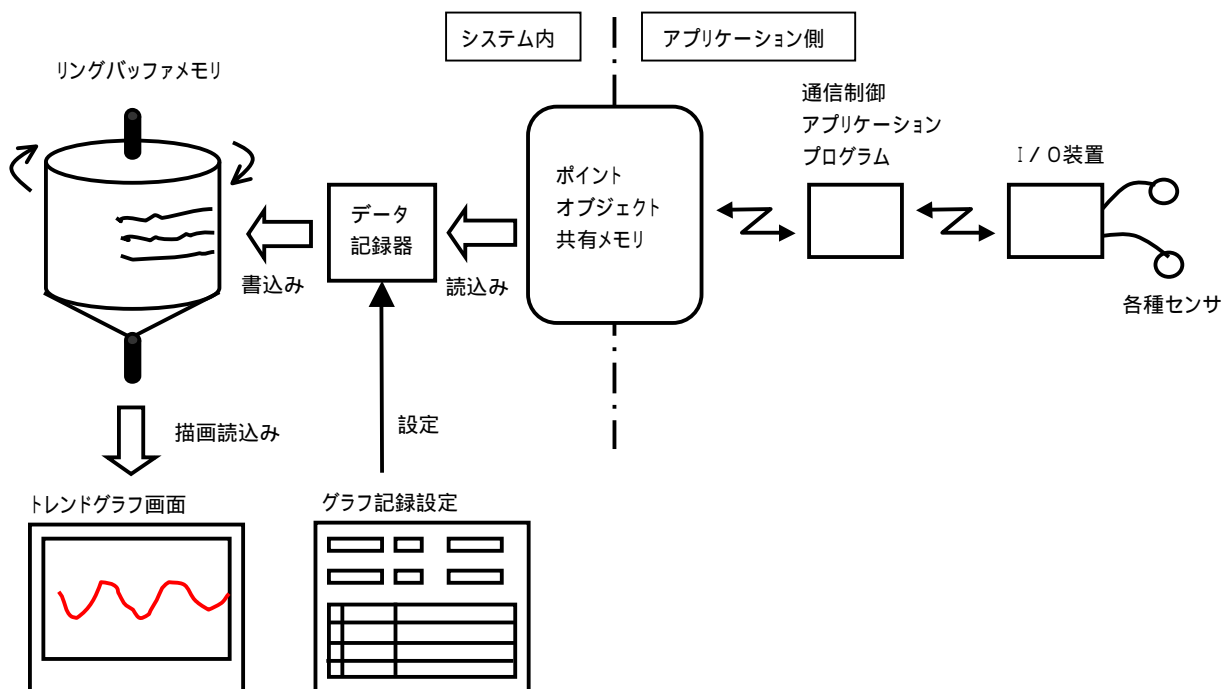 システム内
アプリケーション側
リングバッファメモリ
通信制御
アプリケーション
プログラム
I/O装置
ポイント
オブジェクト
共有メモリ
データ
記録器
書込み
読込み
各種センサ
設定
描画読込み
トレンドグラフ画面
グラフ記録設定